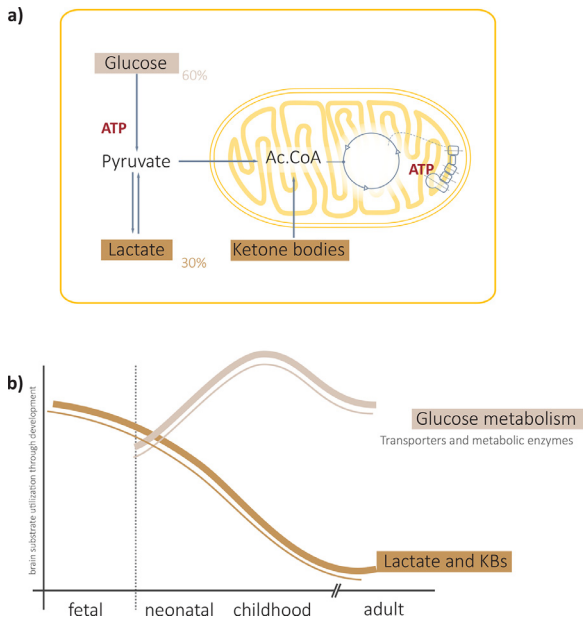 a)
Glucose
60%
ATP
Pyruvate
Ac.CoA
ATP
Lactate
30%
Ketone bodies
b)
brain substrate utilization through development
Glucose metabolism
Transporters and metabolic enzymes
Lactate and KBs
fetal
neonatal
childhood
adult